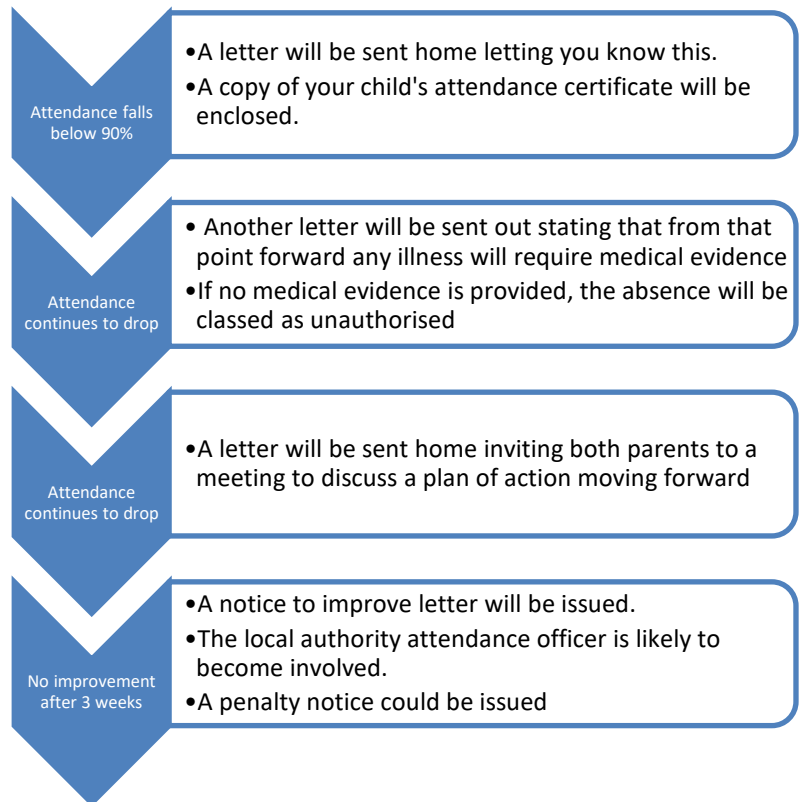 Attendance falls
below 90%
•A letter will be sent home letting you know this.
•A copy of your child's attendance certificate will be
enclosed.
Attendance
continues to drop
• Another letter will be sent out stating that from that
point forward any illness will require medical evidence
•If no medical evidence is provided, the absence will be
classed as unauthorised
Attendance
continues to drop
•A letter will be sent home inviting both parents to a
meeting to discuss a plan of action moving forward
No improvement
after 3 weeks
•A notice to improve letter will be issued.
•The local authority attendance officer is likely to
become involved.
•A penalty notice could be issued